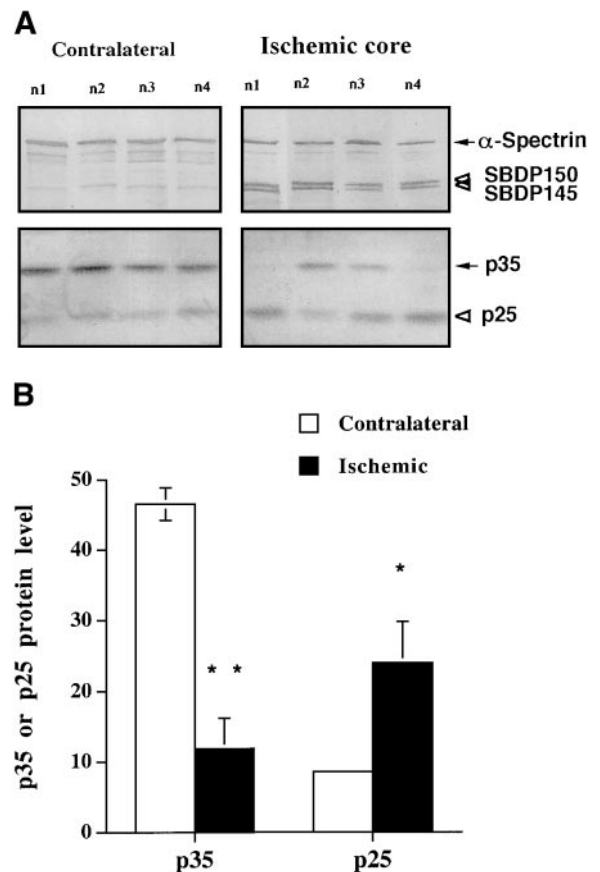 A
Contralateral
Ischemic core
n1 n2 n3 n4
n1 n2 n3 n4
α-Spectrin
SBDP150
SBDP145
p35
p25
B
Contralateral
Ischemic
p35 or p25 protein level
50
40
30
20
10
0
* *
*
p35
p25